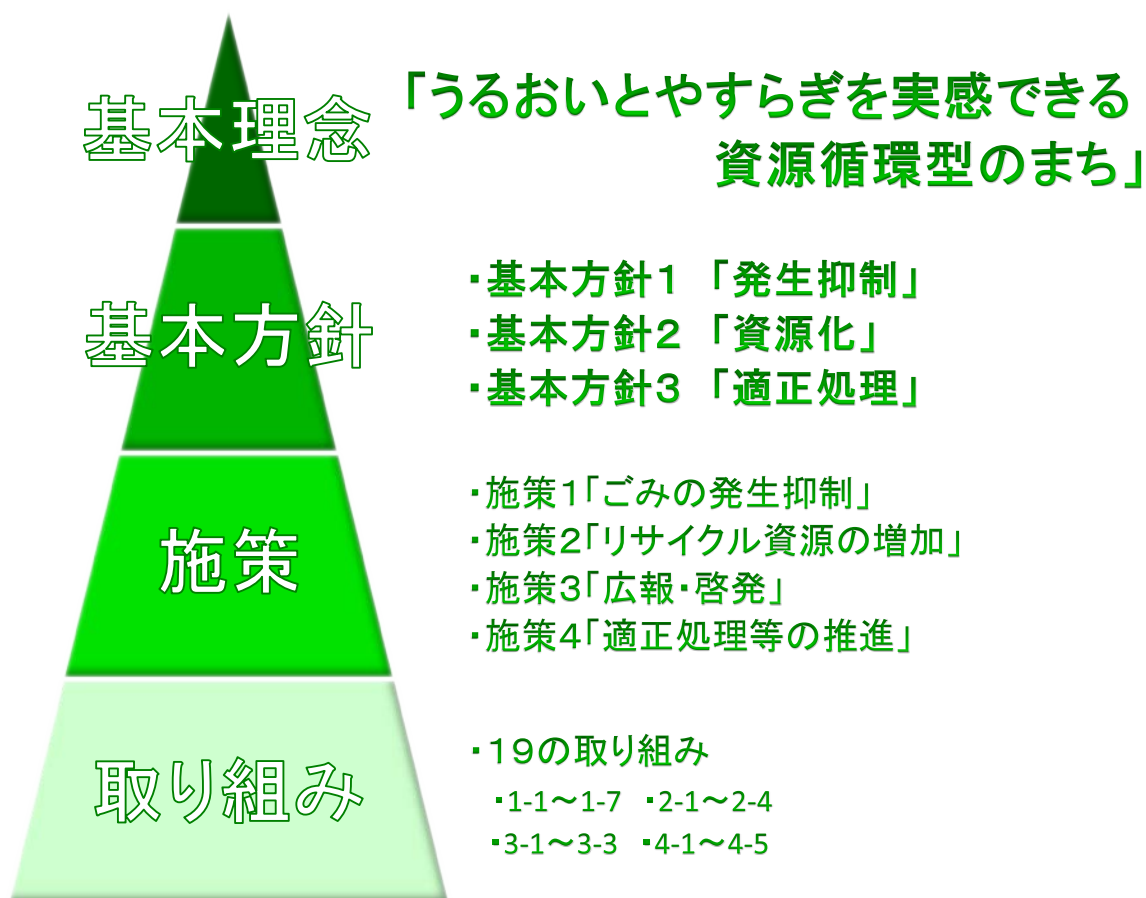 基本理念
「うるおいとやすらぎを実感できる
資源循環型のまち」
基本方針
・基本方針１ 「発生抑制」
・基本方針２ 「資源化」
・基本方針３ 「適正処理」
施策
・施策１「ごみの発生抑制」
・施策２「リサイクル資源の増加」
・施策３「広報・啓発」
・施策４「適正処理等の推進」
取り組み
・１９の取り組み
・1-1～1-7 ・2-1～2-4
・3-1～3-3 ・4-1～4-5